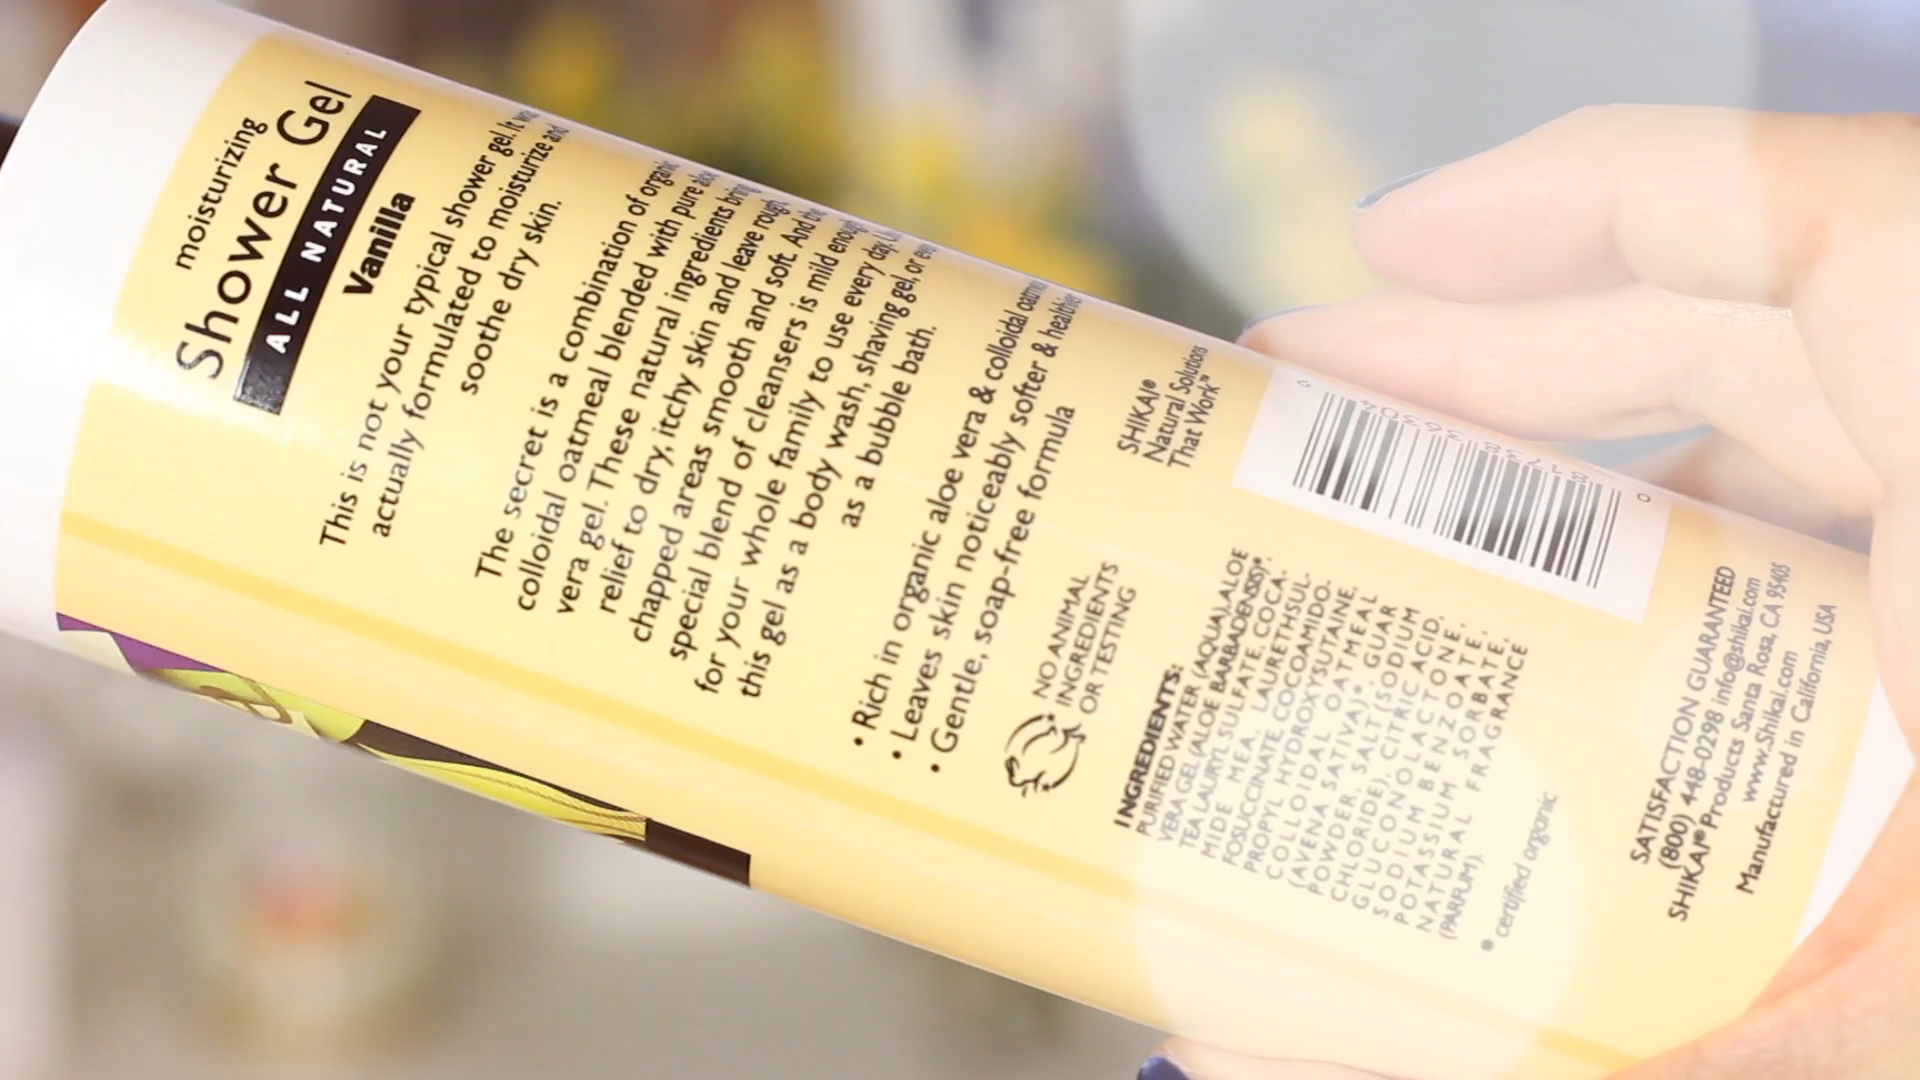 moisturizing
Shower Gel
ALL NATURAL
Vanilla
This is not your typical shower gel. It was
actually formulated to moisturize and
soothe dry skin.
The secret is a combination of organic
colloidal oatmeal blended with pure aloe
vera gel. These natural ingredients bring
relief to dry, itchy skin and leave rough
chapped areas smooth and soft. And the
special blend of cleansers is mild enough
for your whole family to use every day. Use
this gel as a body wash, shaving gel, or even
as a bubble bath.
• Rich in organic aloe vera & colloidal oatmeal
• Leaves skin noticeably softer & healthier
• Gentle, soap-free formula
NO ANIMAL
INGREDIENTS
OR TESTING
SHIKAI®
Natural Solutions
That Work™
INGREDIENTS:
PURIFIED WATER (AQUA), ALOE
VERA GEL (ALOE BARBADENSIS)*,
TEA LAURYL SULFATE, COCA-
MIDE MEA, LAURETHSUL-
FOSUCCINATE, COCOAMIDO-
PROPYL HYDROXYSUTAINE,
COLLOIDAL OATMEAL
(AVENA SATIVA)*, GUAR
POWDER, SALT (SODIUM
CHLORIDE), CITRIC ACID,
GLUCONOLACTONE,
SODIUM BENZOATE,
POTASSIUM SORBATE,
NATURAL FRAGRANCE
(PARFUM).
* certified organic
SATISFACTION GUARANTEED
(800) 448-0298 info@shikai.com
SHIKAI® Products Santa Rosa, CA 95405
www.Shikai.com
Manufactured in California, USA